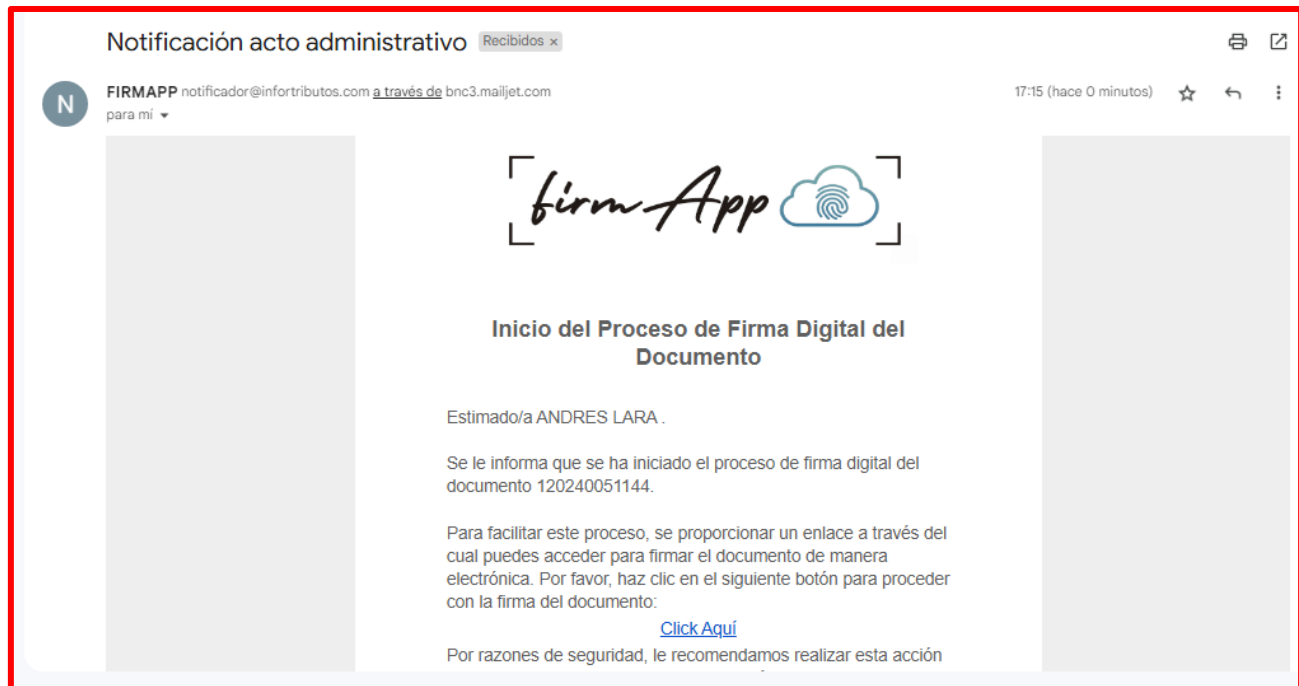 Notificación acto administrativo Recibidos ×
N
FIRMAPP notificador@infortributos.com a través de bnc3.mailjet.com
17:15 (hace 0 minutos)
para mí
firmApp
Inicio del Proceso de Firma Digital del
Documento
Estimado/a ANDRES LARA .
Se le informa que se ha iniciado el proceso de firma digital del
documento 120240051144.
Para facilitar este proceso, se proporcionar un enlace a través del
cual puedes acceder para firmar el documento de manera
electrónica. Por favor, haz clic en el siguiente botón para proceder
con la firma del documento:
Click Aquí
Por razones de seguridad, le recomendamos realizar esta acción